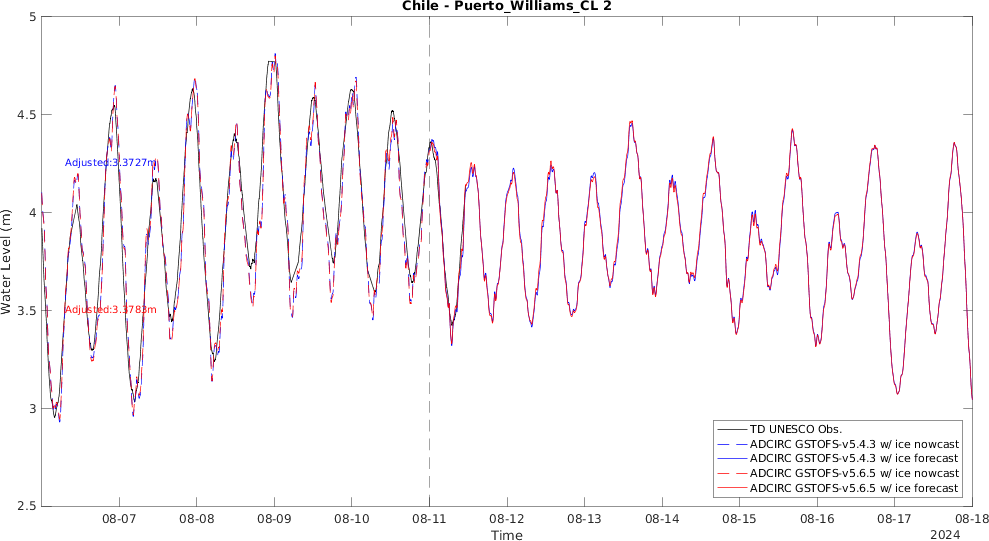 Chile - Puerto_Williams_CL 2
5
4.5
4
3.5
3
2.5
Water Level (m)
Adjusted:3.3727m
Adjusted:3.3783m
TD UNESCO Obs.
ADCIRC GSTOFS-v5.4.3 w/ ice nowcast
ADCIRC GSTOFS-v5.4.3 w/ ice forecast
ADCIRC GSTOFS-v5.6.5 w/ ice nowcast
ADCIRC GSTOFS-v5.6.5 w/ ice forecast
08-07 08-08 08-09 08-10 08-11 08-12 08-13 08-14 08-15 08-16 08-17 08-18
Time
2024